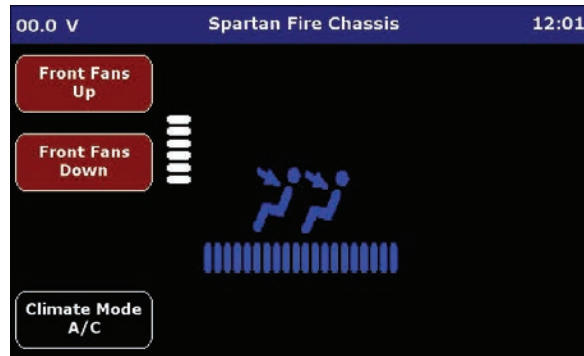 00.0 V Spartan Fire Chassis 12:01
Front Fans
Up
Front Fans
Down
Climate Mode
A/C